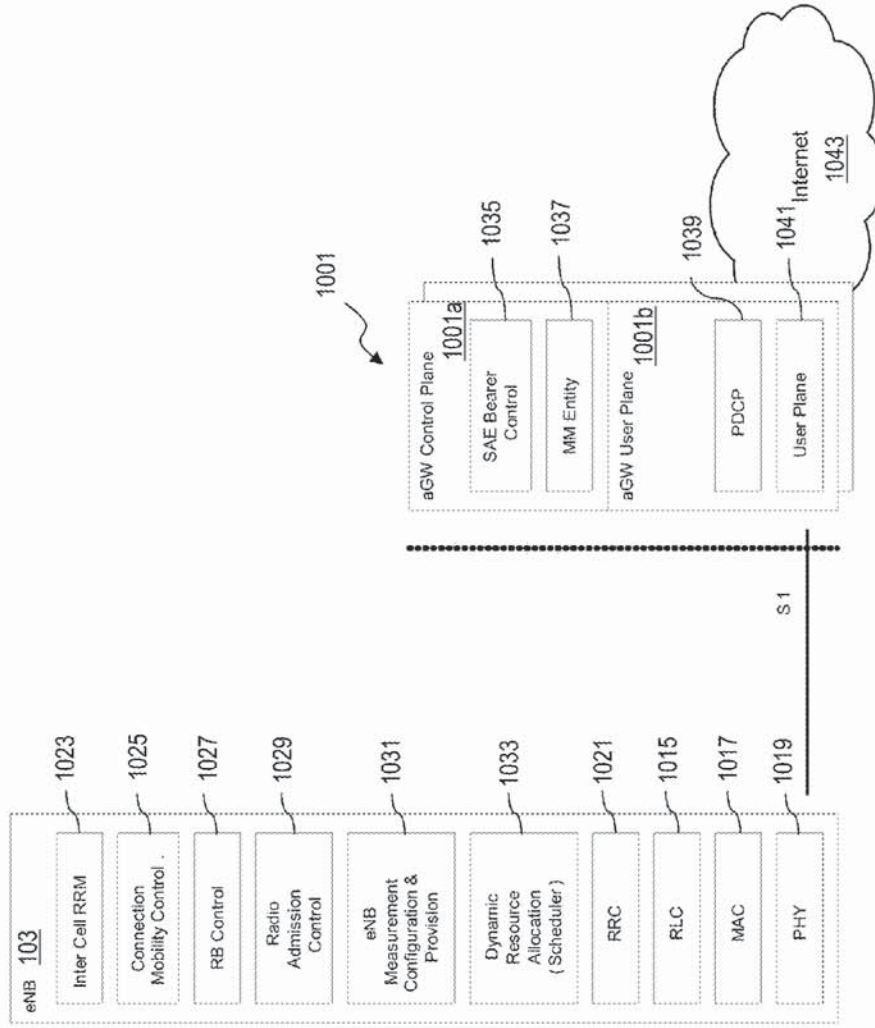 eNB
103
Inter Cell RRM
1023
Connection
Mobility Control .
1025
RB Control
1027
Radio
Admission
Control
1029
eNB
Measurement
Configuration &
Provision
1031
Dynamic
Resource
Allocation
( Scheduler )
1033
RRC
1021
RLC
1015
MAC
1017
PHY
1019
S1
1001
aGW Control Plane
1001a
SAE Bearer
Control
1035
MM Entity
1037
aGW User Plane
1001b
PDCP
1039
User Plane
1041
Internet
1043